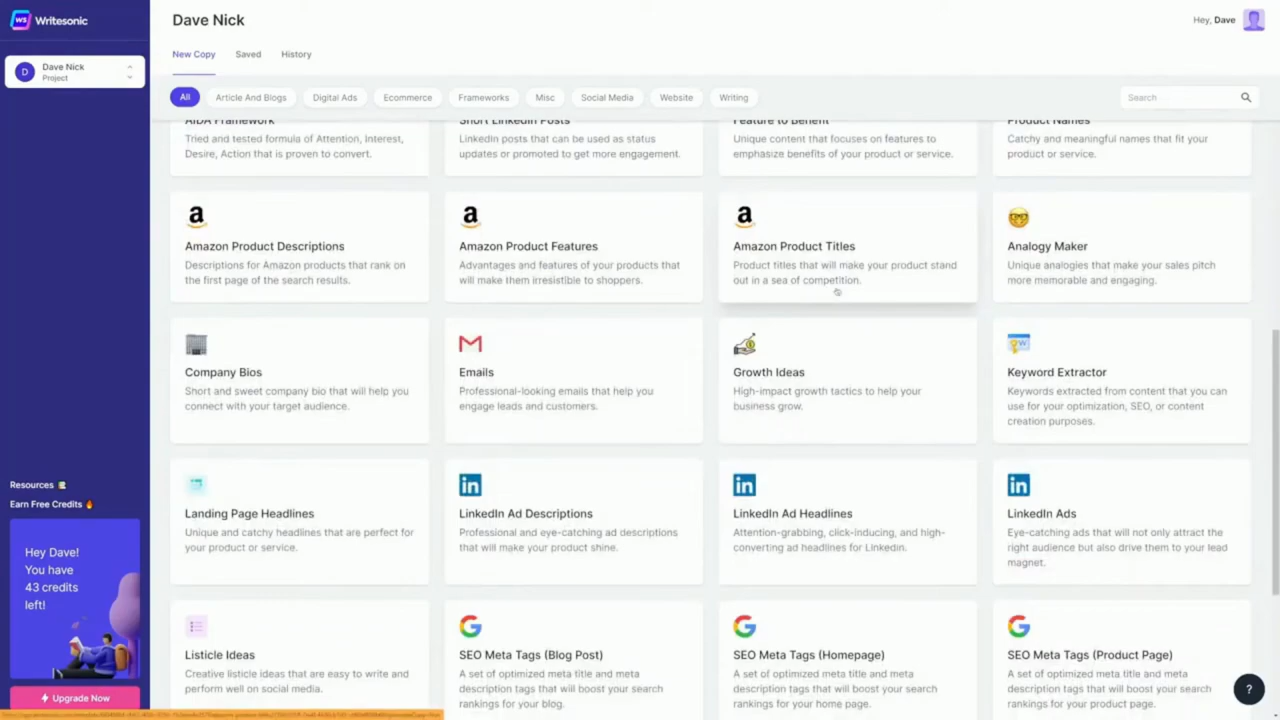 Writesonic
Dave Nick
Hey, Dave
Dave Nick
Project
New Copy Saved History
All Article And Blogs Digital Ads Ecommerce Frameworks Misc Social Media Website Writing Search
AIDA Framework
Tried and tested formula of Attention, Interest,
Desire, Action that is proven to convert.
Short LinkedIn Posts
LinkedIn posts that can be used as status
updates or promoted to get more engagement.
Feature to Benefit
Unique content that focuses on features to
emphasize benefits of your product or service.
Product Names
Catchy and meaningful names that fit your
product or service.
Amazon Product Descriptions
Descriptions for Amazon products that rank on
the first page of the search results.
Amazon Product Features
Advantages and features of your products that
will make them irresistible to shoppers.
Amazon Product Titles
Product titles that will make your product stand
out in a sea of competition.
Analogy Maker
Unique analogies that make your sales pitch
more memorable and engaging.
Company Bios
Short and sweet company bio that will help you
connect with your target audience.
Emails
Professional-looking emails that help you
engage leads and customers.
Growth Ideas
High-impact growth tactics to help your
business grow.
Keyword Extractor
Keywords extracted from content that you can
use for your optimization, SEO, or content
creation purposes.
Landing Page Headlines
Unique and catchy headlines that are perfect for
your product or service.
LinkedIn Ad Descriptions
Professional and eye-catching ad descriptions
that will make your product shine.
LinkedIn Ad Headlines
Attention-grabbing, click-inducing, and high-
converting ad headlines for Linkedin.
LinkedIn Ads
Eye-catching ads that will not only attract the
right audience but also drive them to your lead
magnet.
Listicle Ideas
Creative listicle ideas that are easy to write and
perform well on social media.
SEO Meta Tags (Blog Post)
A set of optimized meta title and meta
description tags that will boost your search
rankings for your blog.
SEO Meta Tags (Homepage)
A set of optimized meta title and meta
description tags that will boost your search
rankings for your home page.
SEO Meta Tags (Product Page)
A set of optimized meta title and meta
description tags that will boost your search
rankings for your product page.
Resources
Earn Free Credits
Hey Dave!
You have
43 credits
left!
Upgrade Now
?